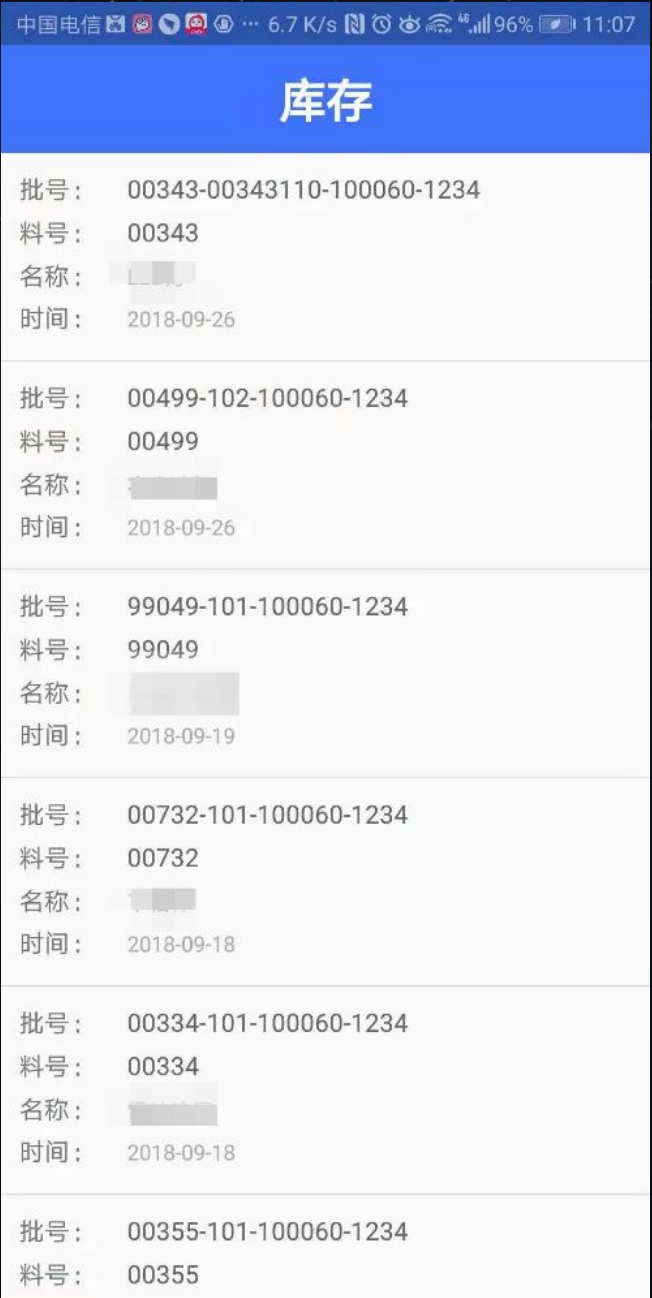 中国电信 ··· 6.7 K/s 46 96% 11:07
库存
批号: 00343-00343110-100060-1234
料号: 00343
名称:
时间: 2018-09-26
批号: 00499-102-100060-1234
料号: 00499
名称:
时间: 2018-09-26
批号: 99049-101-100060-1234
料号: 99049
名称:
时间: 2018-09-19
批号: 00732-101-100060-1234
料号: 00732
名称:
时间: 2018-09-18
批号: 00334-101-100060-1234
料号: 00334
名称:
时间: 2018-09-18
批号: 00355-101-100060-1234
料号: 00355